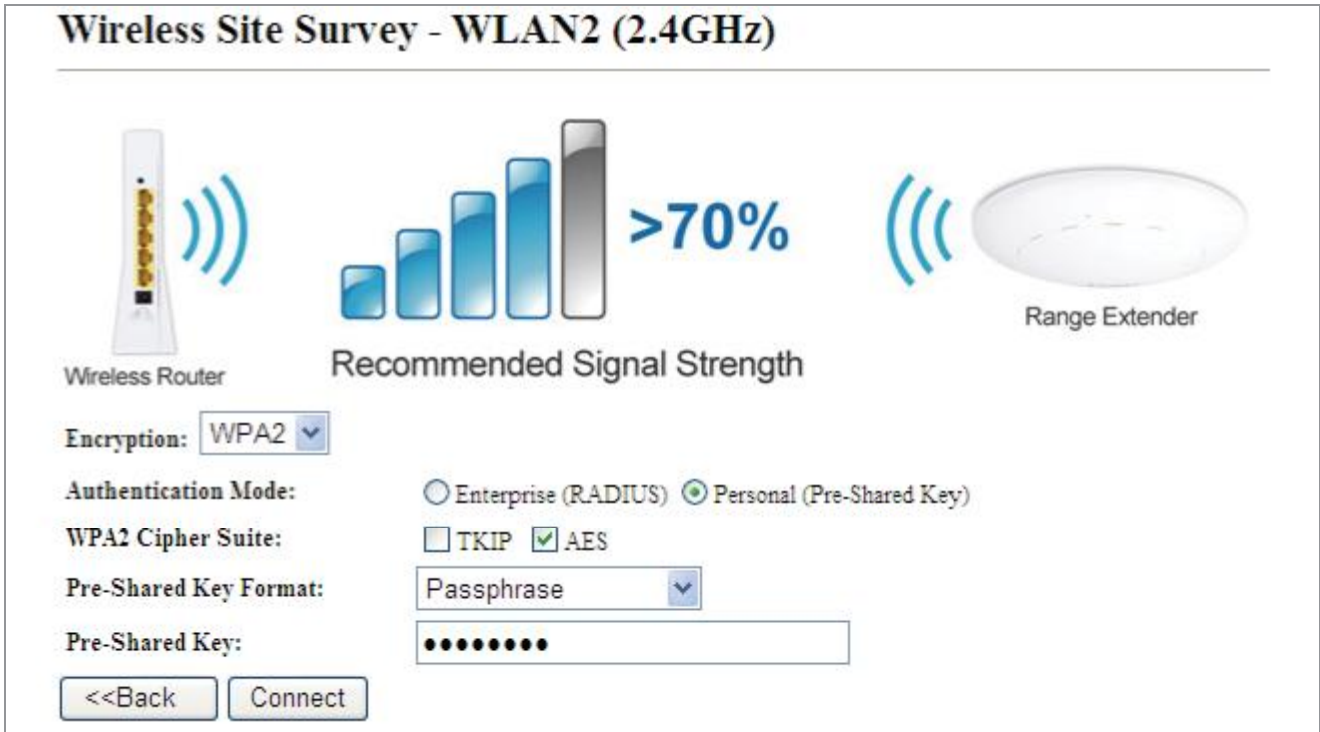 Wireless Site Survey - WLAN2 (2.4GHz)
>70%
Range Extender
Wireless Router
Recommended Signal Strength
Encryption: WPA2
Authentication Mode: Enterprise (RADIUS) Personal (Pre-Shared Key)
WPA2 Cipher Suite: TKIP AES
Pre-Shared Key Format: Passphrase
Pre-Shared Key: ●●●●●●●●
<<Back Connect